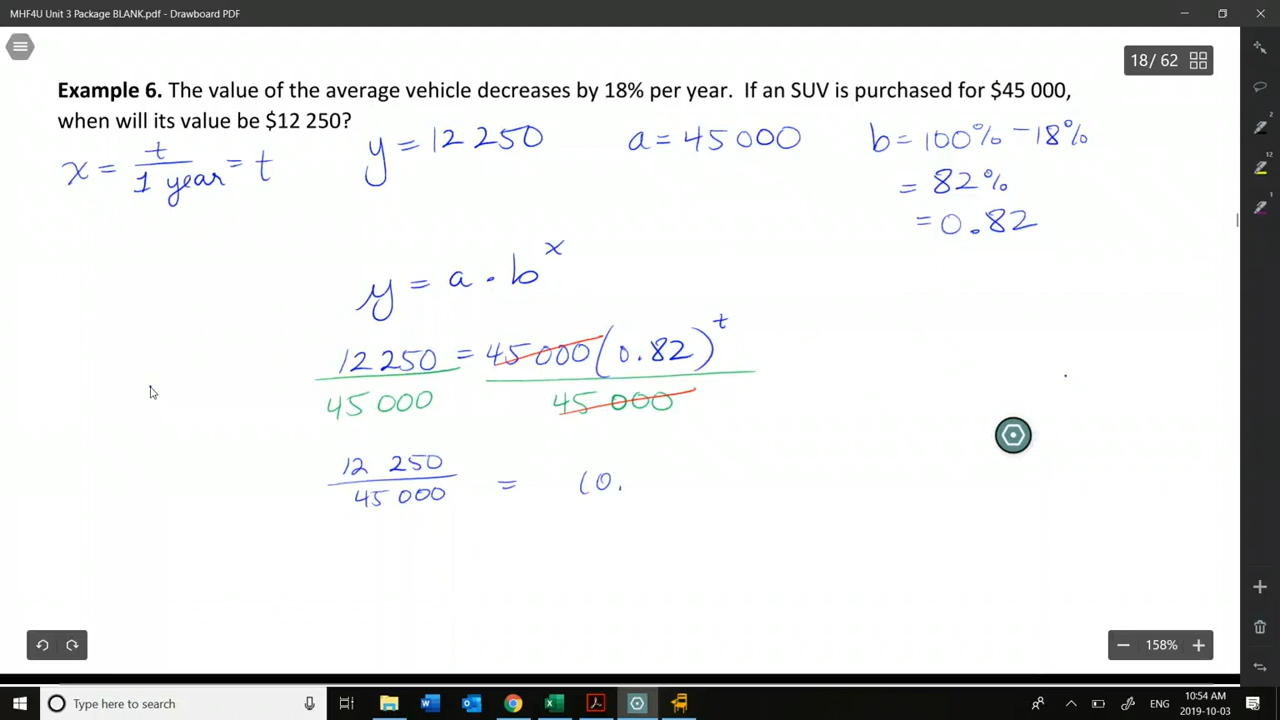 MHF4U Unit 3 Package BLANK.pdf - Drawboard PDF
18 / 62
Example 6. The value of the average vehicle decreases by 18% per year. If an SUV is purchased for $45 000,
when will its value be $12 250?
x = t / 1 year = t
y = 12 250
a = 45 000
b = 100% - 18%
= 82%
= 0.82
y = a · b^x
12 250 / 45 000 = 45 000 (0.82)^t / 45 000
12 250 / 45 000 = (0.
158%
Type here to search
ENG
10:54 AM
2019-10-03